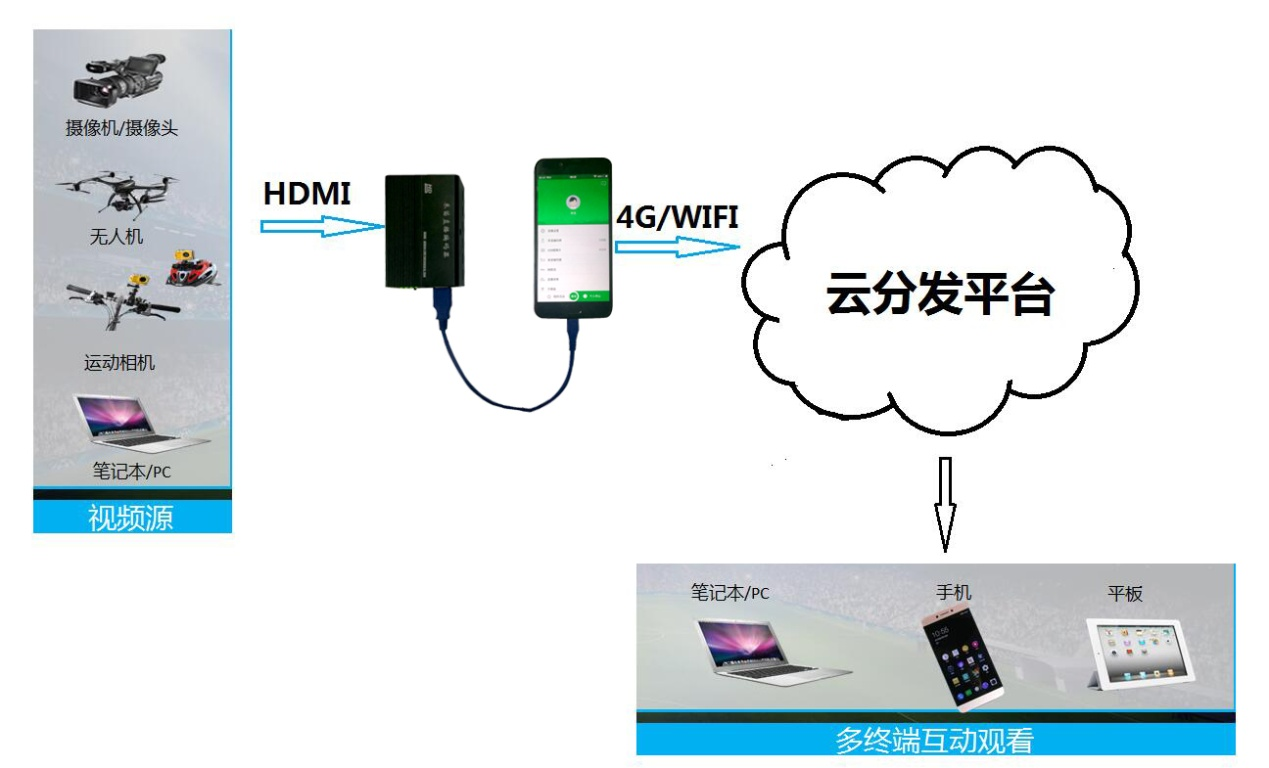 摄像机/摄像头
无人机
运动相机
笔记本/PC
视频源
HDMI
4G/WIFI
云分发平台
笔记本/PC
手机
平板
10:55
多终端互动观看